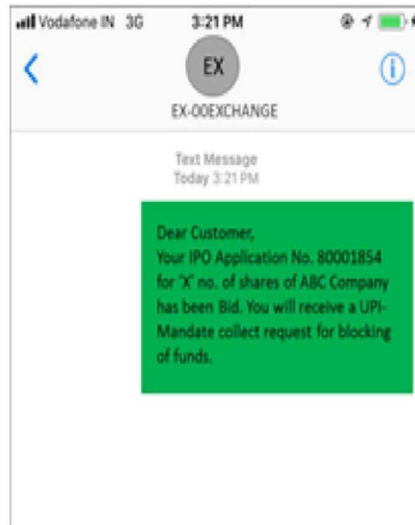 Vodafone IN 3G 3:21 PM
EX
EX-OOEXCHANGE
Text Message
Today 3:21 PM
Dear Customer,
Your IPO Application No. 80001854
for 'X' no. of shares of ABC Company
has been Bid. You will receive a UPI-
Mandate collect request for blocking
of funds.